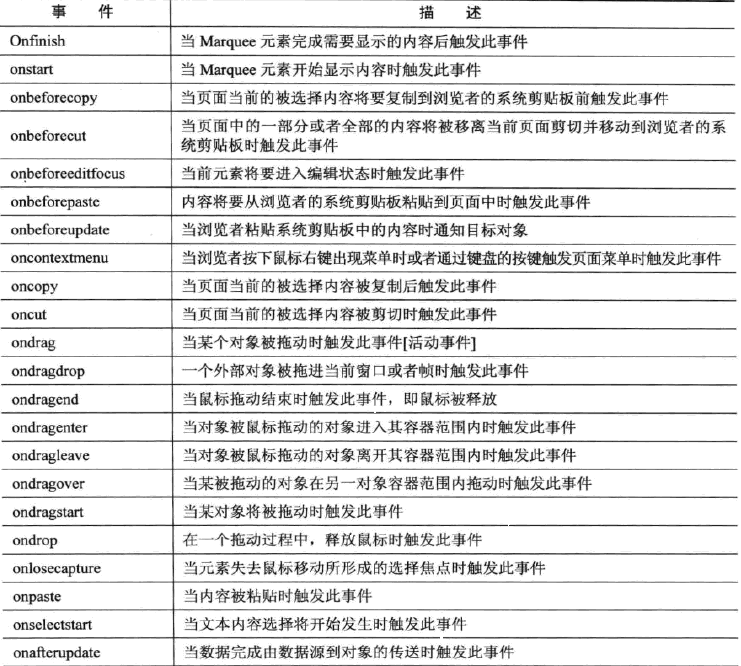 事 件 描 述
Onfinish 当 Marquee 元素完成需要显示的内容后触发此事件
onstart 当 Marquee 元素开始显示内容时触发此事件
onbeforecopy 当页面当前的被选择内容将要复制到浏览者的系统剪贴板前触发此事件
onbeforecut 当页面中的一部分或者全部的内容将被移离当前页面剪切并移动到浏览者的系
统剪贴板时触发此事件
onbeforeeditfocus 当前元素将要进入编辑状态时触发此事件
onbeforepaste 内容将要从浏览者的系统剪贴板粘贴到页面中时触发此事件
onbeforeupdate 当浏览者粘贴系统剪贴板中的内容时通知目标对象
oncontextmenu 当浏览者按下鼠标右键出现菜单时或者通过键盘的按键触发页面菜单时触发此事件
oncopy 当页面当前的被选择内容被复制后触发此事件
oncut 当页面当前的被选择内容被剪切时触发此事件
ondrag 当某个对象被拖动时触发此事件[活动事件]
ondragdrop 一个外部对象被拖进当前窗口或者帧时触发此事件
ondragend 当鼠标拖动结束时触发此事件，即鼠标被释放
ondragenter 当对象被鼠标拖动的对象进入其容器范围内时触发此事件
ondragleave 当对象被鼠标拖动的对象离开其容器范围内时触发此事件
ondragover 当某被拖动的对象在另一对象容器范围内拖动时触发此事件
ondragstart 当某对象将被拖动时触发此事件
ondrop 在一个拖动过程中，释放鼠标时触发此事件
onlosecapture 当元素失去鼠标移动所形成的选择焦点时触发此事件
onpaste 当内容被粘贴时触发此事件
onselectstart 当文本内容选择将开始发生时触发此事件
onafterupdate 当数据完成由数据源到对象的传送时触发此事件